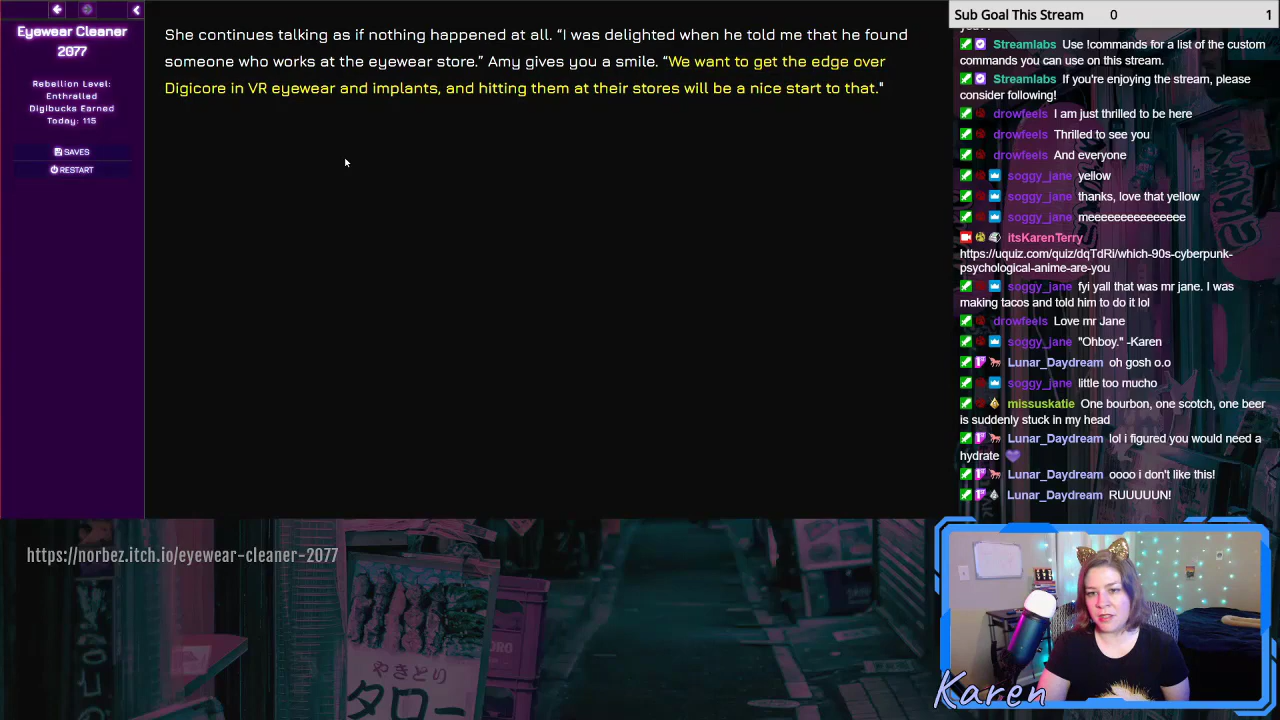 Eyewear Cleaner
2077
Rebellion Level:
Enthralled
Digibucks Earned
Today: 115
SAVES
RESTART
She continues talking as if nothing happened at all. “I was delighted when he told me that he found
someone who works at the eyewear store.” Amy gives you a smile. “We want to get the edge over
Digicore in VR eyewear and implants, and hitting them at their stores will be a nice start to that."
https://norbez.itch.io/eyewear-cleaner-2077
やきとり
タワー
Sub Goal This Stream 0 1
Streamlabs Use !commands for a list of the custom
commands you can use on this stream.
Streamlabs If you're enjoying the stream, please
consider following!
drowfeels I am just thrilled to be here
drowfeels Thrilled to see you
drowfeels And everyone
soggy_jane yellow
soggy_jane thanks, love that yellow
soggy_jane meeeeeeeeeeeeeee
itsKarenTerry
https://uquiz.com/quiz/dqTdRi/which-90s-cyberpunk-
psychological-anime-are-you
soggy_jane fyi yall that was mr jane. I was
making tacos and told him to do it lol
drowfeels Love mr Jane
soggy_jane "Ohboy." -Karen
Lunar_Daydream oh gosh o.o
soggy_jane little too mucho
missuskatie One bourbon, one scotch, one beer
is suddenly stuck in my head
Lunar_Daydream lol i figured you would need a
hydrate
Lunar_Daydream oooo i don't like this!
Lunar_Daydream RUUUUUN!
Karen